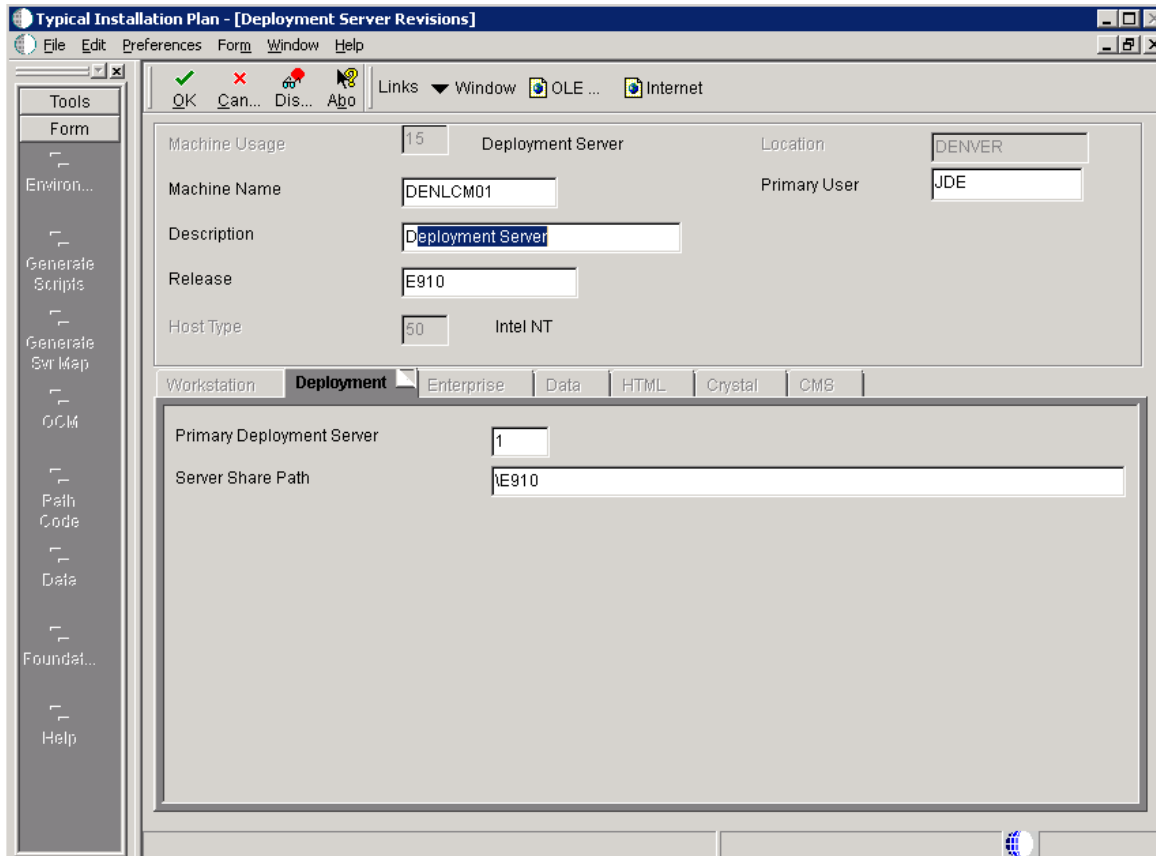 Typical Installation Plan - [Deployment Server Revisions]
File Edit Preferences Form Window Help
Tools
Form
Environ...
Generate
Scripts
Generate
Svr Map
OCM
Path
Code
Data
Foundat...
Help
OK Can... Dis... Abo Links Window OLE ... Internet
Machine Usage 15 Deployment Server Location DENVER
Machine Name DENLCM01 Primary User JDE
Description Deployment Server
Release E910
Host Type 50 Intel NT
Workstation Deployment Enterprise Data HTML Crystal CMS
Primary Deployment Server 1
Server Share Path \E910